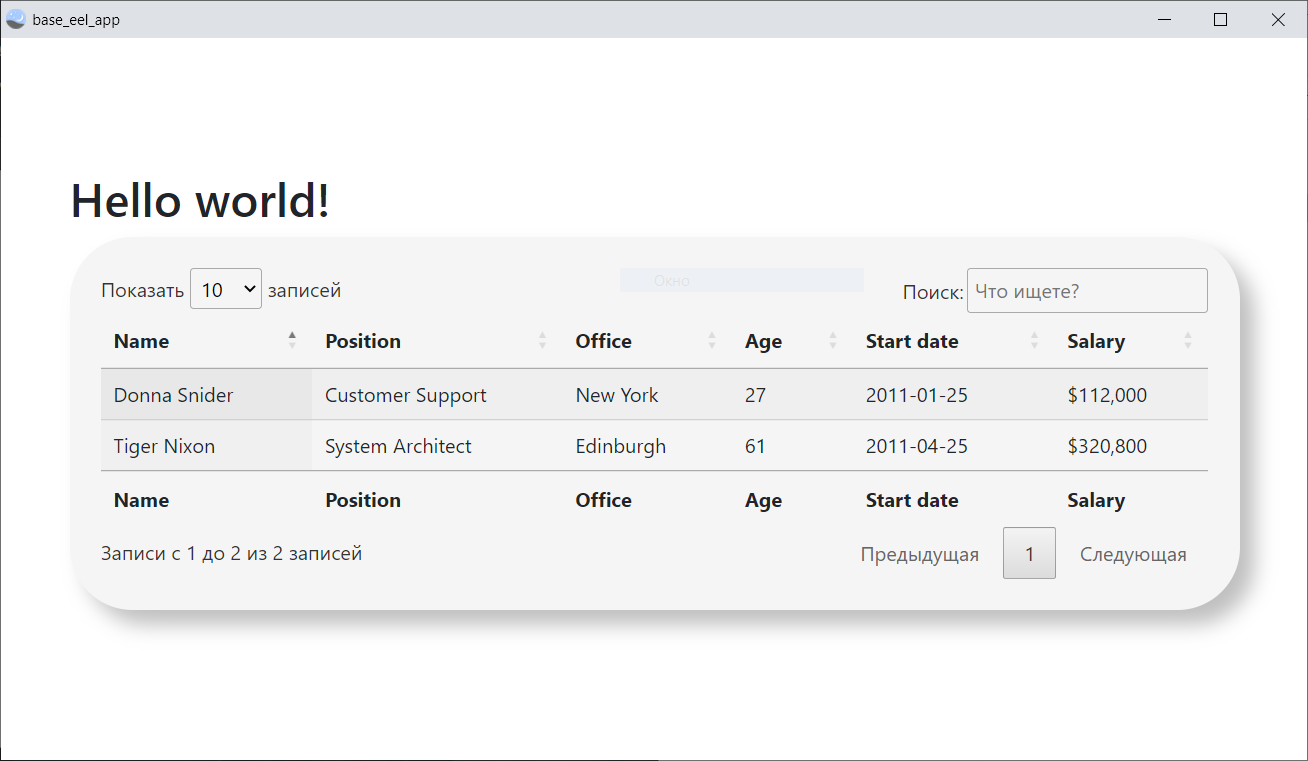 base_eel_app
Hello world!
Показать 10 записей Окно Поиск: Что ищете?
Name Position Office Age Start date Salary
Donna Snider Customer Support New York 27 2011-01-25 $112,000
Tiger Nixon System Architect Edinburgh 61 2011-04-25 $320,800
Name Position Office Age Start date Salary
Записи с 1 до 2 из 2 записей Предыдущая 1 Следующая